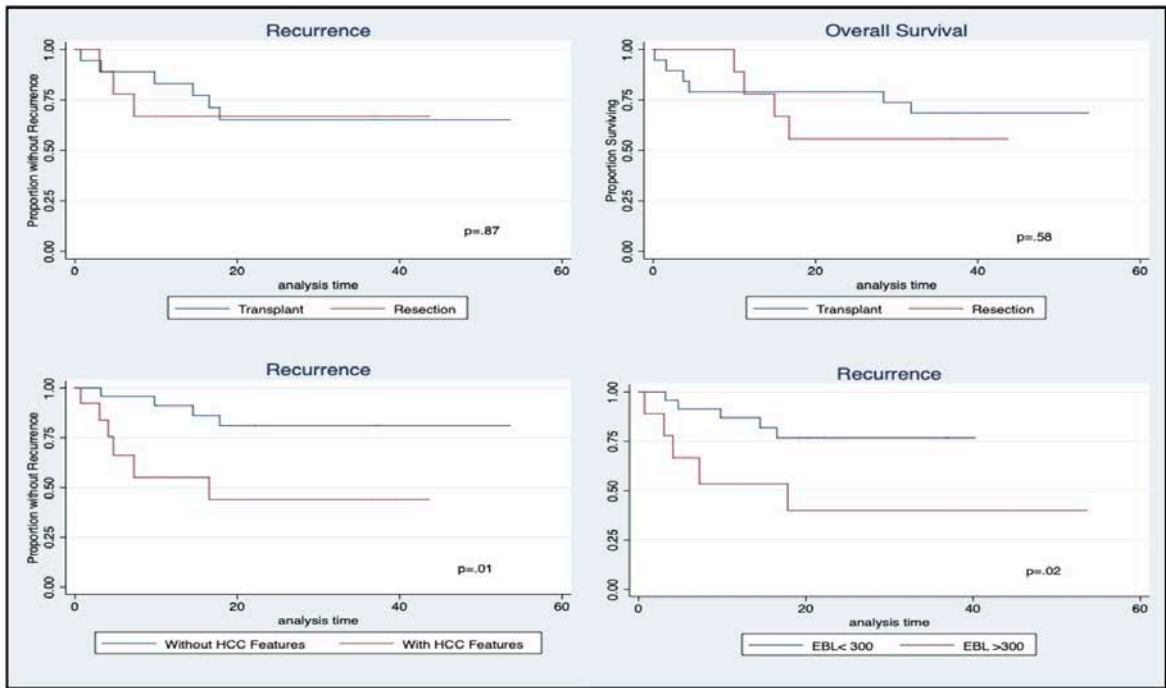 Recurrence
Proportion without Recurrence
1.00
0.75
0.50
0.25
0.00
p=.87
0 20 40 60
analysis time
Transplant Resection
Overall Survival
Proportion Surviving
1.00
0.75
0.50
0.25
0.00
p=.58
0 20 40 60
analysis time
Transplant Resection
Recurrence
Proportion without Recurrence
1.00
0.75
0.50
0.25
0.00
p=.01
0 20 40 60
analysis time
Without HCC Features With HCC Features
Recurrence
1.00
0.75
0.50
0.25
0.00
p=.02
0 20 40 60
analysis time
EBL< 300 EBL >300